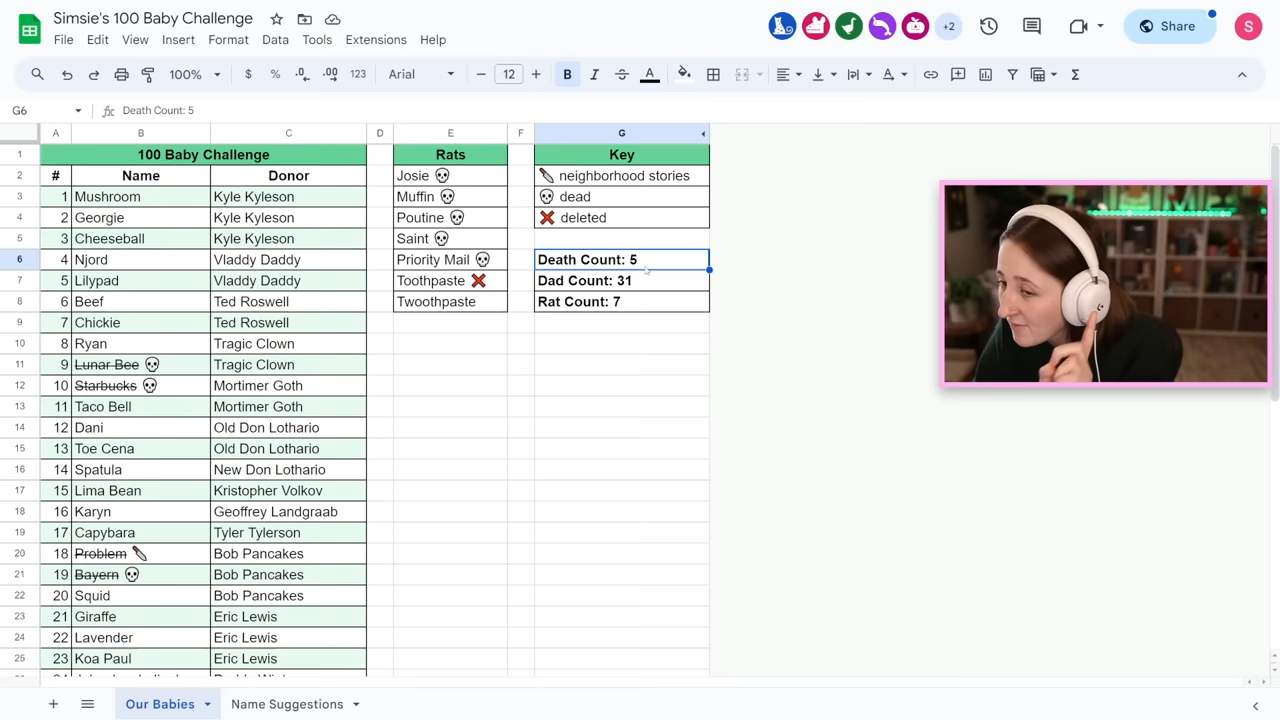 Simsie's 100 Baby Challenge
File Edit View Insert Format Data Tools Extensions Help
+2
Share
S
100% $ % .0 .00 123 Arial 12 B I A Σ
G6 fx Death Count: 5
A B C D E F G
1 100 Baby Challenge Rats Key
2 # Name Donor Josie 💀 🔪 neighborhood stories
3 1 Mushroom Kyle Kyleson Muffin 💀 💀 dead
4 2 Georgie Kyle Kyleson Poutine 💀 ❌ deleted
5 3 Cheeseball Kyle Kyleson Saint 💀
6 4 Njord Vladdy Daddy Priority Mail 💀 Death Count: 5
7 5 Lilypad Vladdy Daddy Toothpaste ❌ Dad Count: 31
8 6 Beef Ted Roswell Twoothpaste Rat Count: 7
9 7 Chickie Ted Roswell
10 8 Ryan Tragic Clown
11 9 Lunar Bee 💀 Tragic Clown
12 10 Starbucks 💀 Mortimer Goth
13 11 Taco Bell Mortimer Goth
14 12 Dani Old Don Lothario
15 13 Toe Cena Old Don Lothario
16 14 Spatula New Don Lothario
17 15 Lima Bean Kristopher Volkov
18 16 Karyn Geoffrey Landgraab
19 17 Capybara Tyler Tylerson
20 18 Problem 🔪 Bob Pancakes
21 19 Bayern 💀 Bob Pancakes
22 20 Squid Bob Pancakes
23 21 Giraffe Eric Lewis
24 22 Lavender Eric Lewis
25 23 Koa Paul Eric Lewis
Our Babies Name Suggestions